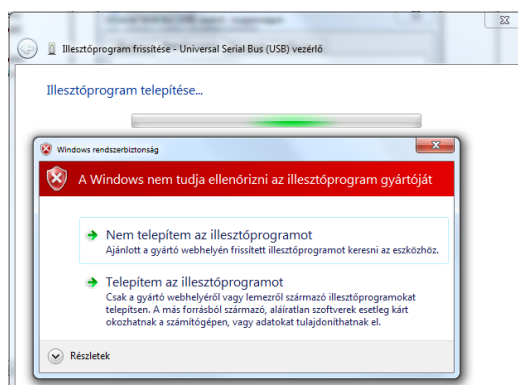 Illesztőprogram frissítése - Universal Serial Bus (USB) vezérlő
Illesztőprogram telepítése...
Windows rendszerbiztonság
A Windows nem tudja ellenőrizni az illesztőprogram gyártóját
Nem telepítem az illesztőprogramot
Ajánlott a gyártó webhelyén frissített illesztőprogramot keresni az eszközhöz.
Telepítem az illesztőprogramot
Csak a gyártó webhelyéről vagy lemezről származó illesztőprogramokat
telepítsen. A más forrásból származó, aláíratlan szoftverek esetleg kárt
okozhatnak a számítógépen, vagy adatokat tulajdoníthatnak el.
Részletek